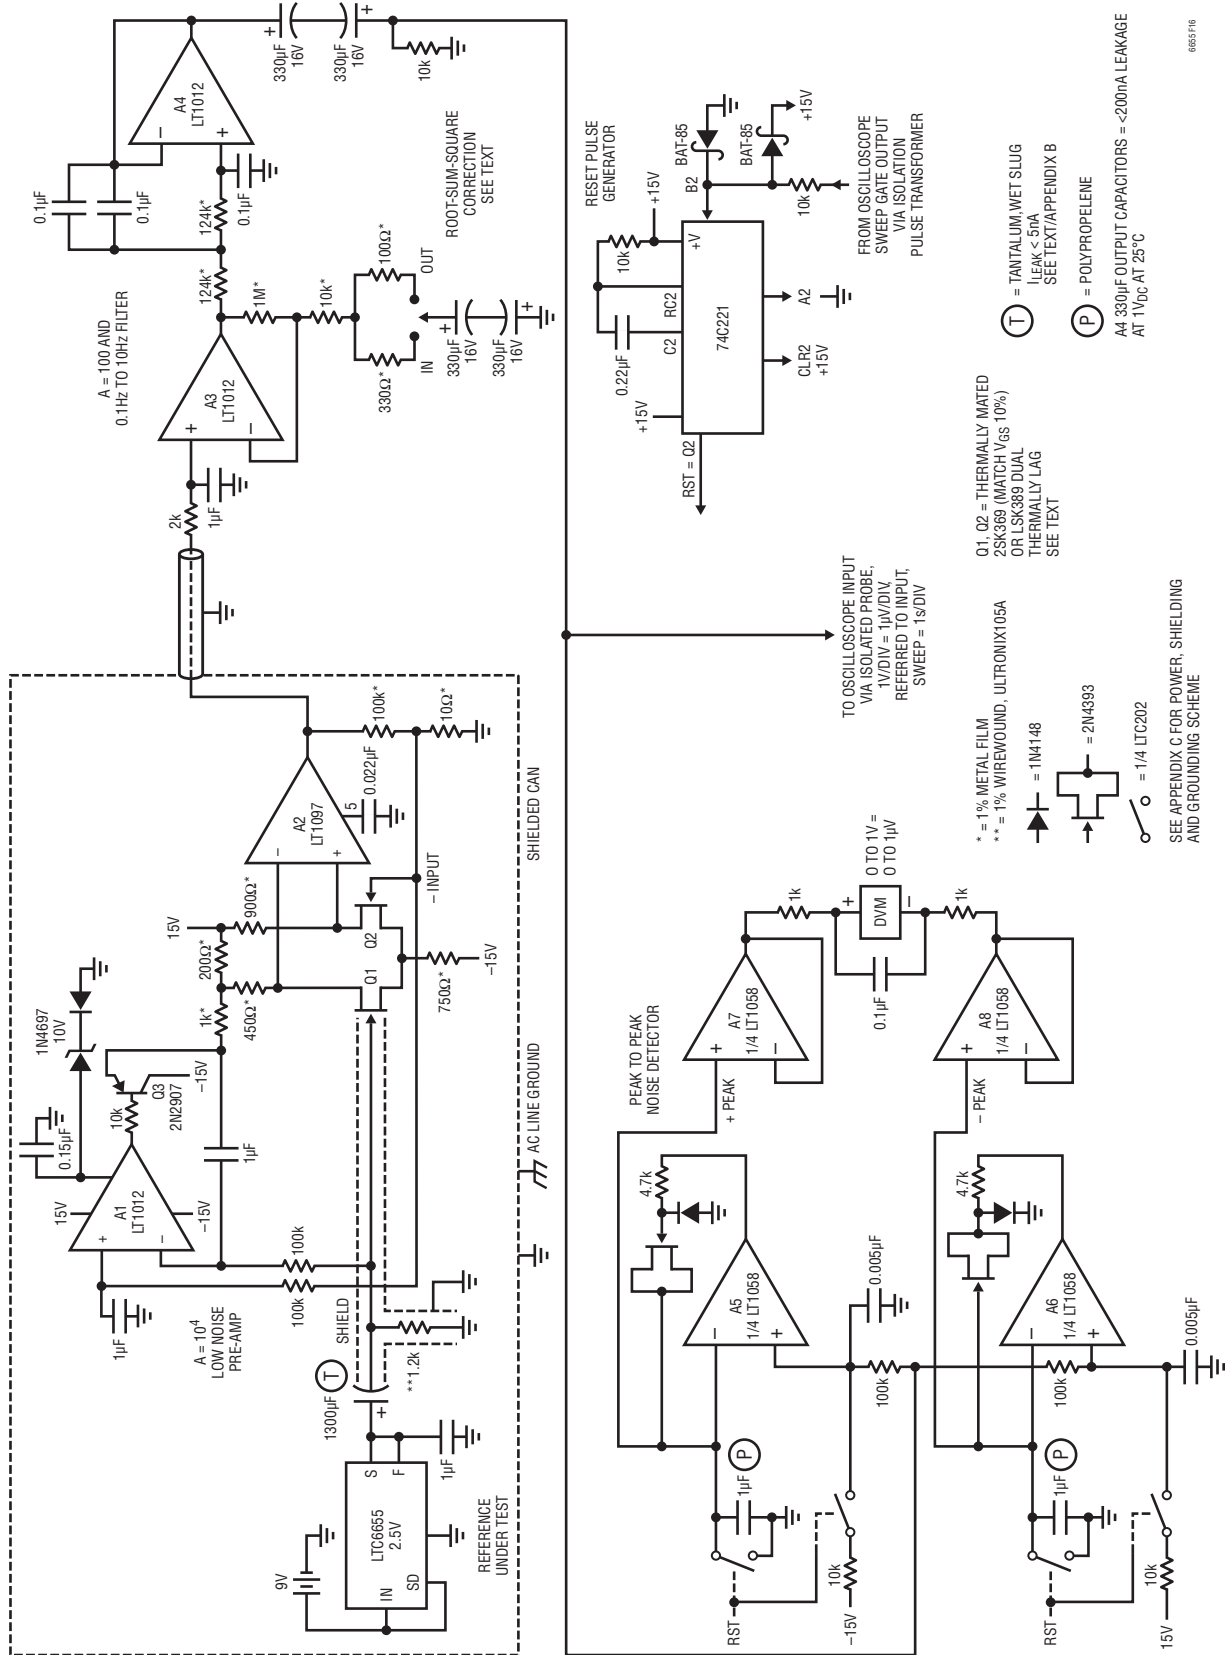 1N4697
10V
0.15µF
15V
A1
LT1012
+
–
–15V
10k
Q3
2N2907
–15V
1µF
1k*
200Ω*
15V
450Ω*
900Ω*
1µF
A = 10⁴
LOW NOISE
PRE-AMP
100k
100k
SHIELD
Q1
Q2
750Ω*
–15V
– INPUT
–
+
A2
LT1097
5
0.022µF
100k*
10Ω*
SHIELDED CAN
AC LINE GROUND
9V
IN
SD
LTC6655
2.5V
S
F
1µF
REFERENCE
UNDER TEST
1300µF
T
+
**1.2k
2k
1µF
A = 100 AND
0.1Hz TO 10Hz FILTER
+
–
A3
LT1012
124k*
1M*
10k*
330Ω*
100Ω*
IN
OUT
+
330µF
16V
330µF
16V
+
ROOT-SUM-SQUARE
CORRECTION
SEE TEXT
0.1µF
0.1µF
124k*
0.1µF
–
+
A4
LT1012
+
330µF
16V
330µF
16V
+
10k
TO OSCILLOSCOPE INPUT
VIA ISOLATED PROBE,
1V/DIV = 1µV/DIV,
REFERRED TO INPUT,
SWEEP = 1s/DIV
RESET PULSE
GENERATOR
0.22µF
10k
+15V
+15V
C2
RC2
+V
74C221
RST = Q2
CLR2
+15V
A2
B2
BAT-85
BAT-85
+15V
10k
FROM OSCILLOSCOPE
SWEEP GATE OUTPUT
VIA ISOLATION
PULSE TRANSFORMER
PEAK TO PEAK
NOISE DETECTOR
+ PEAK
4.7k
–
+
A5
1/4 LT1058
P
1µF
RST
–15V
10k
100k
0.005µF
+
–
A7
1/4 LT1058
1k
+
DVM
–
O TO 1V =
O TO 1µV
0.1µF
1k
– PEAK
+
–
A8
1/4 LT1058
4.7k
–
+
A6
1/4 LT1058
P
1µF
RST
15V
10k
100k
0.005µF
* = 1% METAL FILM
** = 1% WIREWOUND, ULTRONIX105A
= 1N4148
= 2N4393
= 1/4 LTC202
SEE APPENDIX C FOR POWER, SHIELDING
AND GROUNDING SCHEME
Q1, Q2 = THERMALLY MATED
2SK369 (MATCH VGS 10%)
OR LSK389 DUAL
THERMALLY LAG
SEE TEXT
T = TANTALUM,WET SLUG
ILEAK < 5nA
SEE TEXT/APPENDIX B
P = POLYPROPELENE
A4 330µF OUTPUT CAPACITORS = <200nA LEAKAGE
AT 1VDC AT 25°C
6655 F16